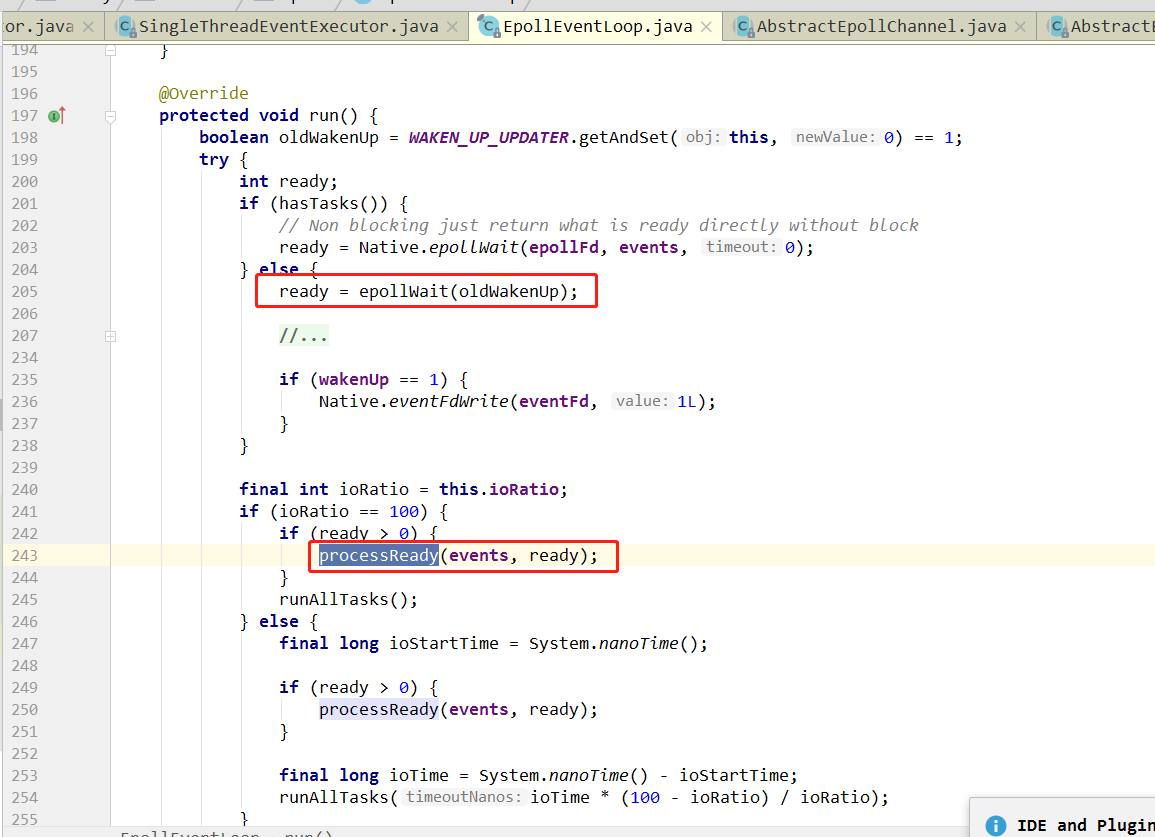 or.java
SingleThreadEventExecutor.java
EpollEventLoop.java
AbstractEpollChannel.java
AbstractE
194 }
195
196 @Override
197 protected void run() {
198 boolean oldWakenUp = WAKEN_UP_UPDATER.getAndSet( obj: this, newValue: 0) == 1;
199 try {
200 int ready;
201 if (hasTasks()) {
202 // Non blocking just return what is ready directly without block
203 ready = Native.epollWait(epollFd, events, timeout: 0);
204 } else {
205 ready = epollWait(oldWakenUp);
206
207 //...
234
235 if (wakenUp == 1) {
236 Native.eventFdWrite(eventFd, value: 1L);
237 }
238 }
239
240 final int ioRatio = this.ioRatio;
241 if (ioRatio == 100) {
242 if (ready > 0) {
243 processReady(events, ready);
244 }
245 runAllTasks();
246 } else {
247 final long ioStartTime = System.nanoTime();
248
249 if (ready > 0) {
250 processReady(events, ready);
251 }
252
253 final long ioTime = System.nanoTime() - ioStartTime;
254 runAllTasks( timeoutNanos: ioTime * (100 - ioRatio) / ioRatio);
255 }
EpollEventLoop run()
IDE and Plugin